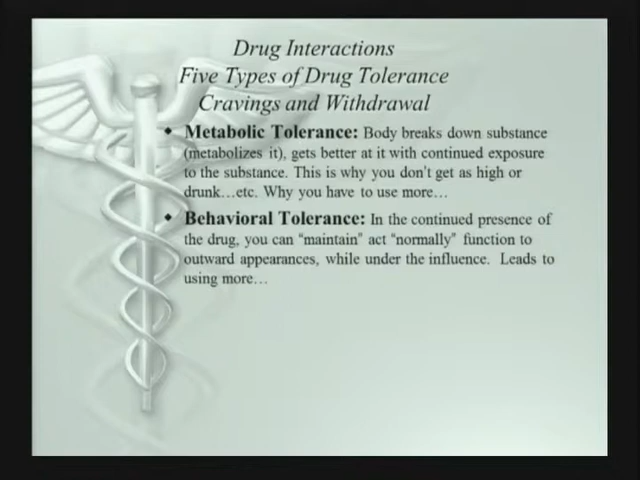 Drug Interactions
Five Types of Drug Tolerance
Cravings and Withdrawal
• Metabolic Tolerance: Body breaks down substance
(metabolizes it), gets better at it with continued exposure
to the substance. This is why you don't get as high or
drunk…etc. Why you have to use more…
• Behavioral Tolerance: In the continued presence of
the drug, you can “maintain” act “normally” function to
outward appearances, while under the influence. Leads to
using more…